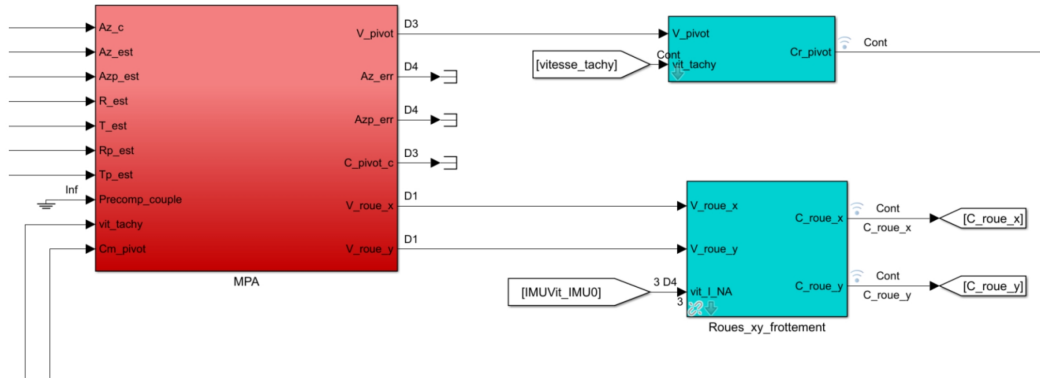 Az_c
Az_est
Azp_est
R_est
T_est
Rp_est
Tp_est
Inf
Precomp_couple
vit_tachy
Cm_pivot
V_pivot
D3
Az_err
D4
Azp_err
D4
C_pivot_c
D3
V_roue_x
D1
V_roue_y
D1
MPA
[vitesse_tachy]
Cont
V_pivot
vit_tachy
Cr_pivot
Cont
[IMUVit_IMU0]
3 D4
3
V_roue_x
V_roue_y
vit_I_NA
C_roue_x
C_roue_y
Roues_xy_frottement
Cont
C_roue_x
[C_roue_x]
Cont
C_roue_y
[C_roue_y]